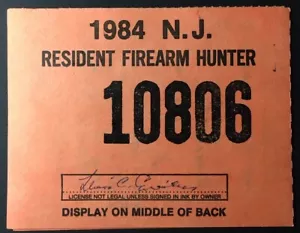 1984 N.J.
RESIDENT FIREARM HUNTER
10806
LICENSE NOT LEGAL UNLESS SIGNED IN INK BY OWNER
DISPLAY ON MIDDLE OF BACK